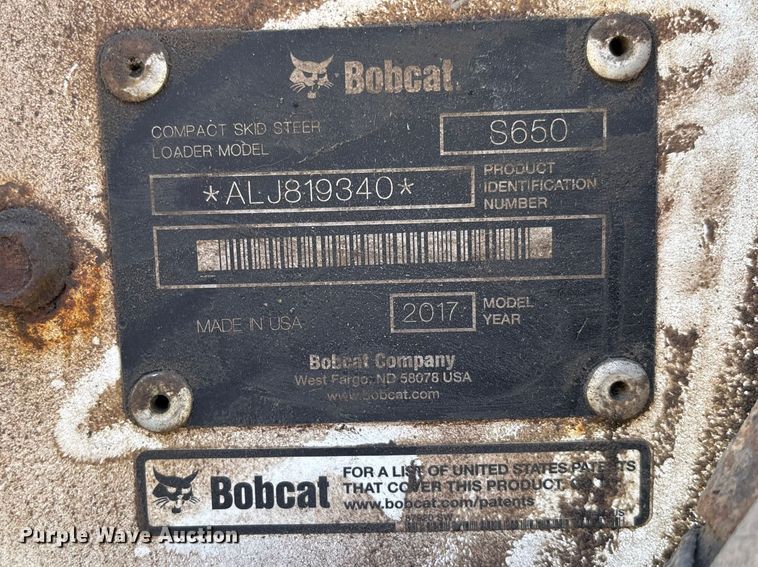 Bobcat
COMPACT SKID STEER
LOADER MODEL
S650
*ALJ819340*
PRODUCT
IDENTIFICATION
NUMBER
MADE IN USA
2017
MODEL
YEAR
Bobcat Company
West Fargo, ND 58078 USA
www.bobcat.com
Bobcat
FOR A LIST OF UNITED STATES PATENTS
THAT COVER THIS PRODUCT,
www.bobcat.com/patents
Purple Wave Auction